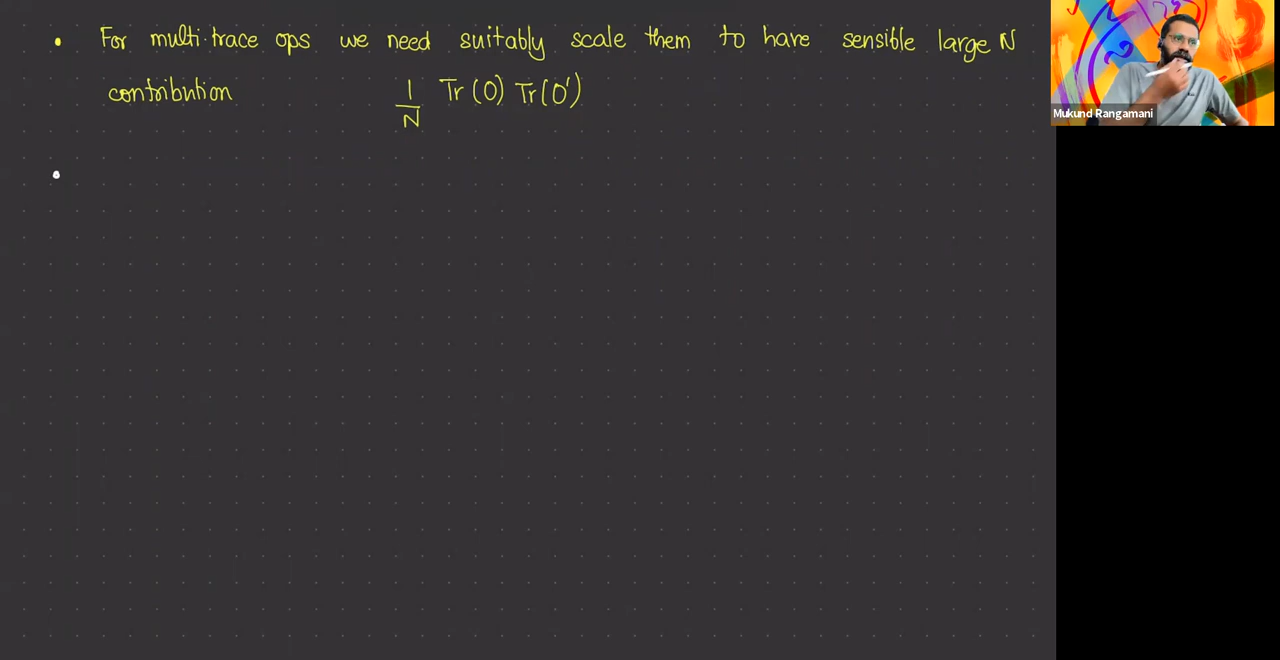 • For multi-trace ops we need suitably scale them to have sensible large N
contribution 1/N Tr(O) Tr(O')
•
Mukund Rangamani